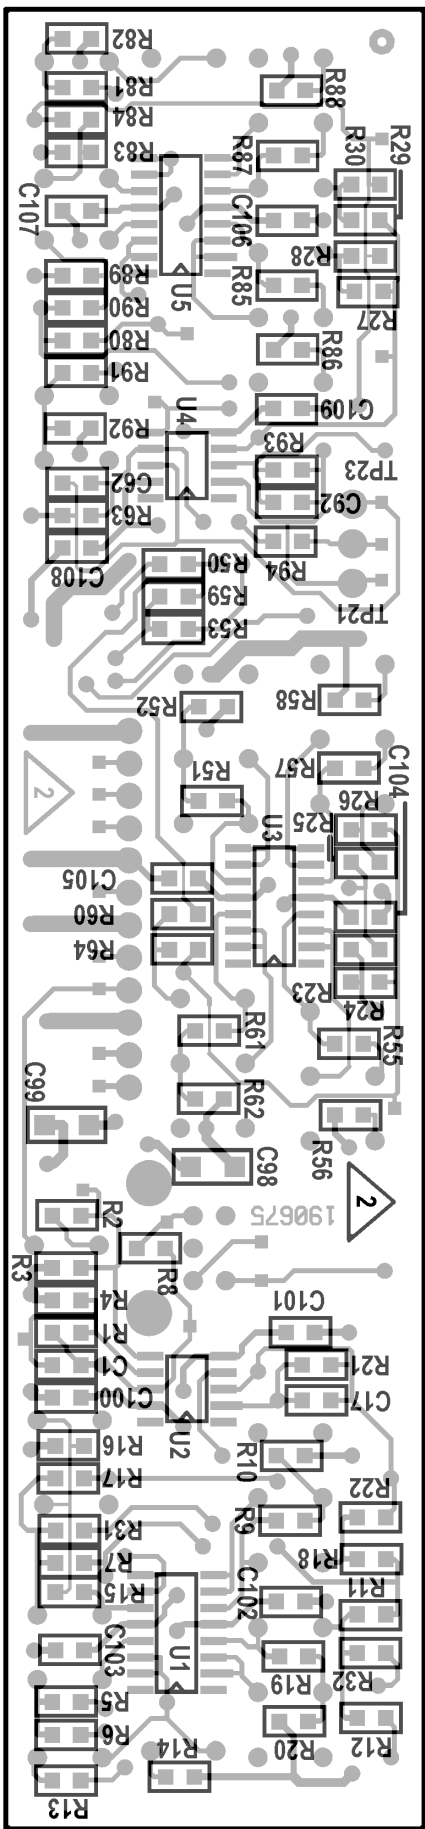 R82
R81
R88
R84
R83
R87
R30
R29
C107
C106
R28
R89
U5
R85
R27
R90
R80
R86
R91
U4
C109
R92
R93
TP23
C62
C92
R63
R94
C108
R50
R59
TP21
R53
R58
R52
R57
C104
R51
R26
2
R25
U3
C105
R60
R64
R23
R24
R61
R55
C99
R62
R56
C98
2
R2
190675
R8
R3
R4
C101
R1
C1
R21
C100
C17
U2
R16
R10
R17
R22
R31
R9
R7
R18
R15
C102
R11
C103
U1
R19
R32
R5
R6
R14
R20
R12
R13